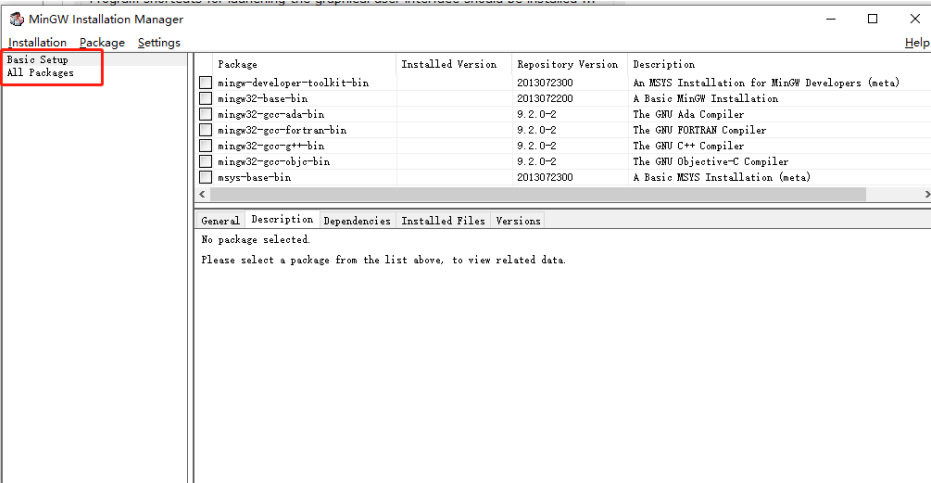 Program shortcuts for launching the graphical user interface should be installed ...
MinGW Installation Manager
Installation Package Settings Help
Basic Setup
All Packages
Package Installed Version Repository Version Description
mingw-developer-toolkit-bin 2013072300 An MSYS Installation for MinGW Developers (meta)
mingw32-base-bin 2013072200 A Basic MinGW Installation
mingw32-gcc-ada-bin 9.2.0-2 The GNU Ada Compiler
mingw32-gcc-fortran-bin 9.2.0-2 The GNU FORTRAN Compiler
mingw32-gcc-g++-bin 9.2.0-2 The GNU C++ Compiler
mingw32-gcc-objc-bin 9.2.0-2 The GNU Objective-C Compiler
msys-base-bin 2013072300 A Basic MSYS Installation (meta)
General Description Dependencies Installed Files Versions
No package selected.
Please select a package from the list above, to view related data.